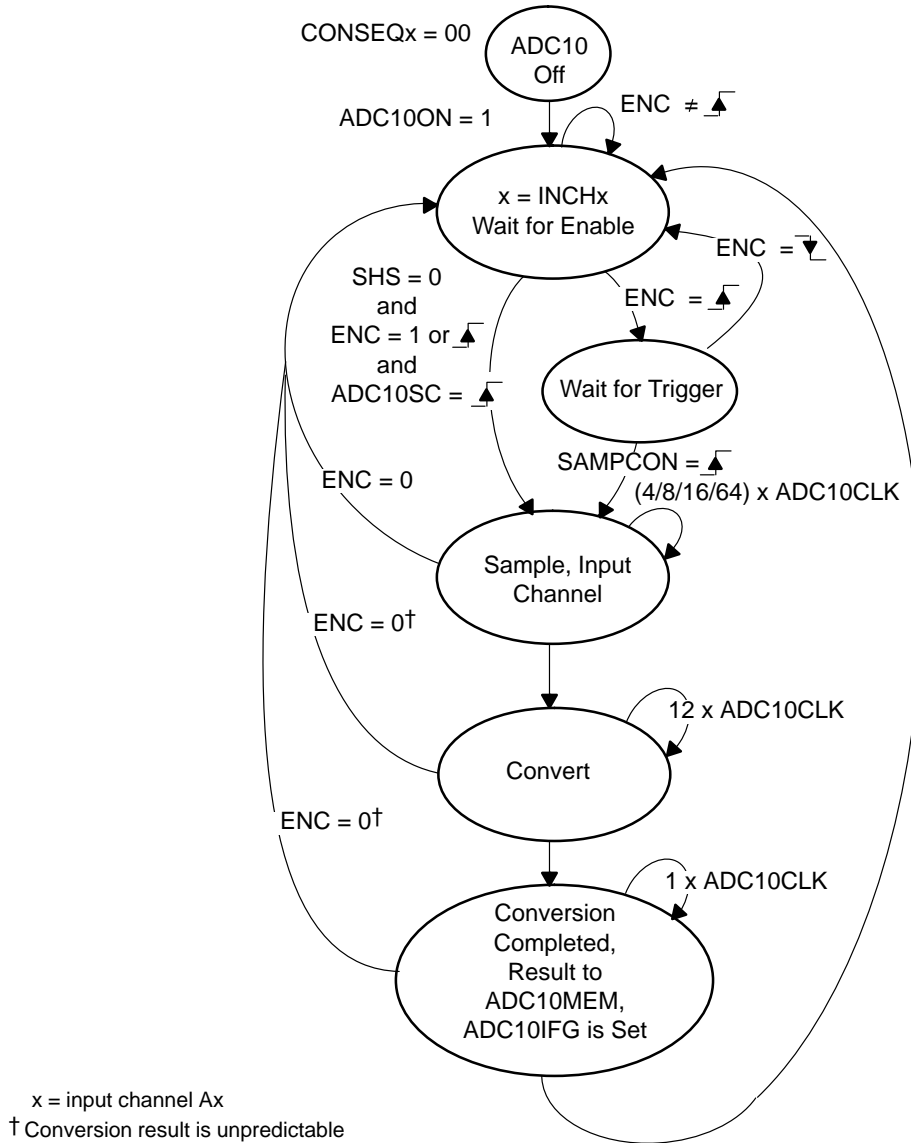 CONSEQx = 00
ADC10
Off
ADC10ON = 1
ENC ≠
x = INCHx
Wait for Enable
ENC =
SHS = 0
and
ENC = 1 or
and
ADC10SC =
ENC =
Wait for Trigger
SAMPCON =
(4/8/16/64) x ADC10CLK
ENC = 0
Sample, Input
Channel
ENC = 0†
12 x ADC10CLK
Convert
ENC = 0†
1 x ADC10CLK
Conversion
Completed,
Result to
ADC10MEM,
ADC10IFG is Set
x = input channel Ax
† Conversion result is unpredictable